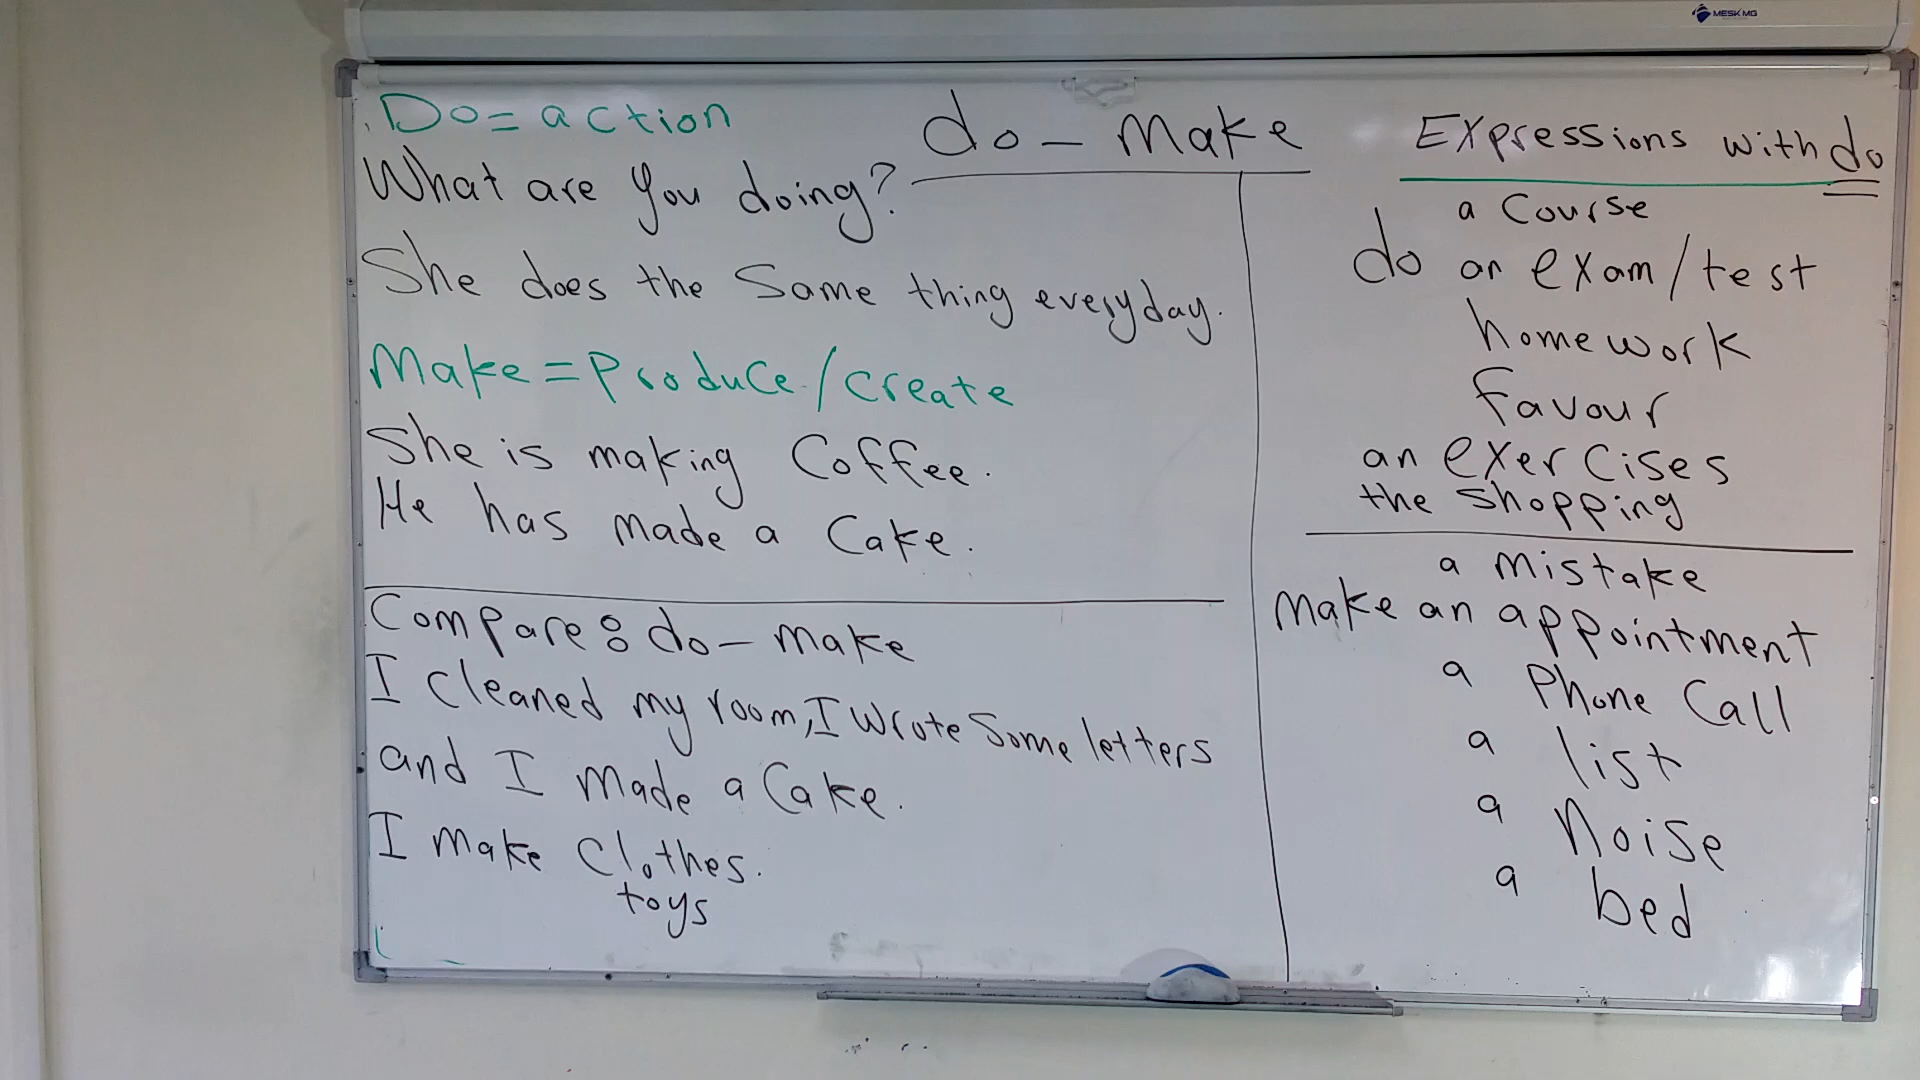 MESK MG
do - Make
Do = action
What are you doing?
She does the Same thing everyday.
Make = Produce / Create
She is making Coffee.
He has made a Cake.
Compare: do - make
I Cleaned my room, I wrote Some letters
and I made a Cake.
I make Clothes.
toys
Expressions with do
a Course
do an exam / test
homework
favour
an exercises
the shopping
a mistake
make an appointment
a Phone Call
a list
a noise
a bed